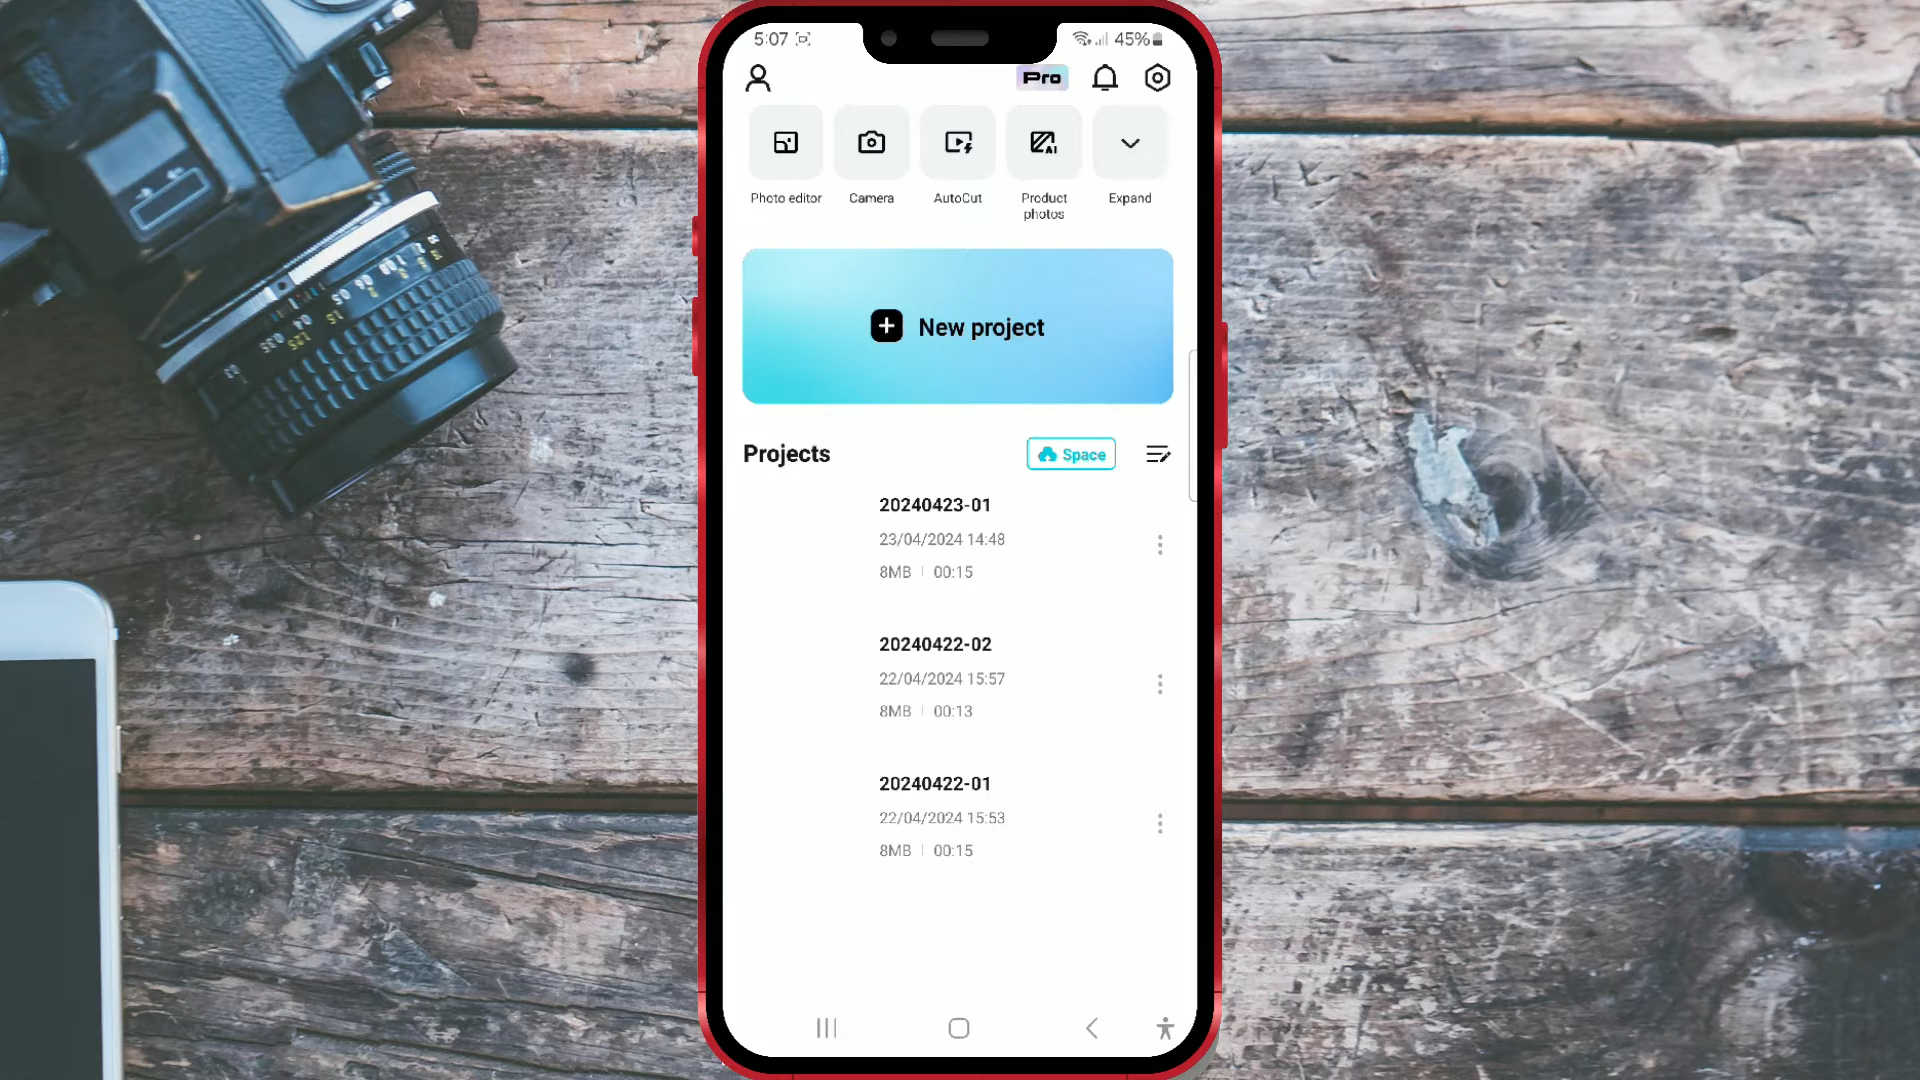 5:07
45%
Pro
Photo editor
Camera
AutoCut
Product
photos
Expand
AI
New project
Projects
Space
20240423-01
23/04/2024 14:48
8MB | 00:15
20240422-02
22/04/2024 15:57
8MB | 00:13
20240422-01
22/04/2024 15:53
8MB | 00:15